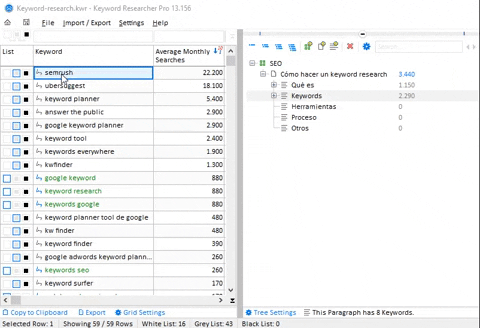 Keyword-research.kwr - Keyword Researcher Pro 13.156
File Import / Export Settings Help
List Keyword Average Monthly Searches
semrush 22,200
ubersuggest 18.100
keyword planner 5,400
answer the public 2,900
google keyword planner 2,900
keyword tool 2.400
keywords everywhere 1.900
kwfinder 1.300
google keyword 880
keyword research 880
keywords google 880
keyword planner tool de google 480
kw finder 480
keyword finder 390
google adwords keyword plann... 260
keywords seo 260
keyword surfer 170
SEO
Cómo hacer un keyword research 3.440
Qué es 1.150
Keywords 2.290
Herramientas 0
Proceso 0
Otros 0
Copy to Clipboard Export Grid Settings
Tree Settings This Paragraph has 8 Keywords.
Selected Row: 1 Showing 59 / 59 Rows White List: 16 Grey List: 43 Black List: 0